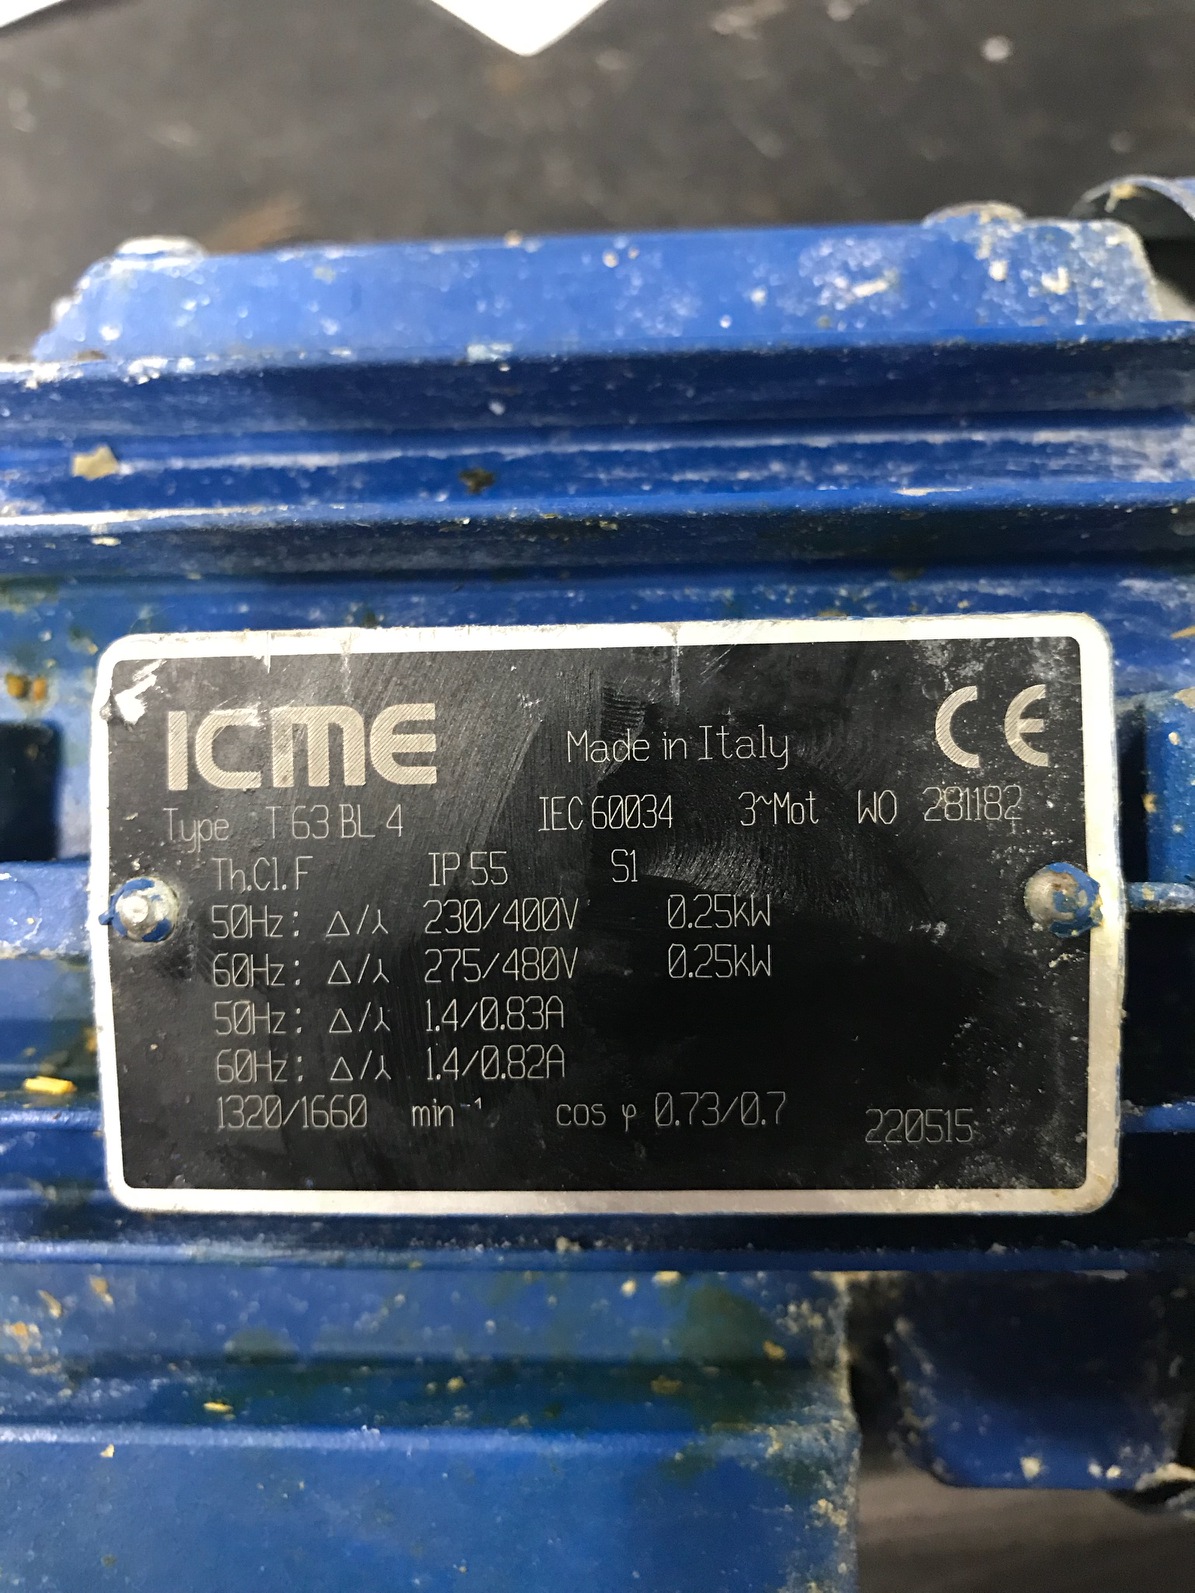 ICME Made in Italy CE
Type T 63 BL 4 IEC 60034 3~Mot WO 281182
Th.Cl. F IP 55 S1
50Hz: Δ/⅄ 230/400V 0.25kW
60Hz: Δ/⅄ 275/480V 0.25kW
50Hz: Δ/⅄ 1.4/0.83A
60Hz: Δ/⅄ 1.4/0.82A
1320/1660 min⁻¹ cos φ 0.73/0.7 220515